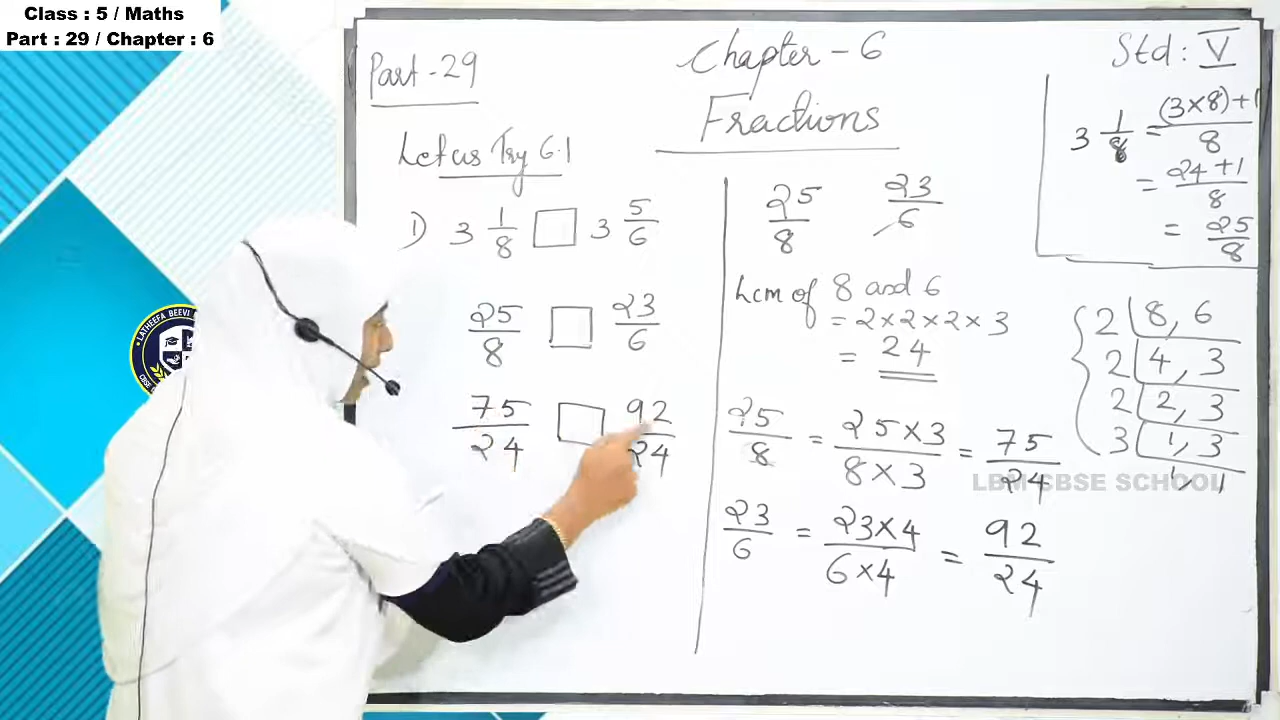 Class : 5 / Maths
Part : 29 / Chapter : 6
Part - 29
Chapter - 6
Fractions
Std : V
Let us Try 6.1
1) 3 1/8 □ 3 5/6
25/8 □ 23/6
75/24 □ 92/24
25/8 23/6
Lcm of 8 and 6
= 2×2×2×3
= 24
25/8 = 25×3/8×3 = 75/24
23/6 = 23×4/6×4 = 92/24
3 1/8 = (3×8)+1/8
= 24+1/8
= 25/8
2 | 8, 6
2 | 4, 3
2 | 2, 3
3 | 1, 3
1, 1
LBM CBSE SCHOOL
LATHEEFA BEEVI
CBSE